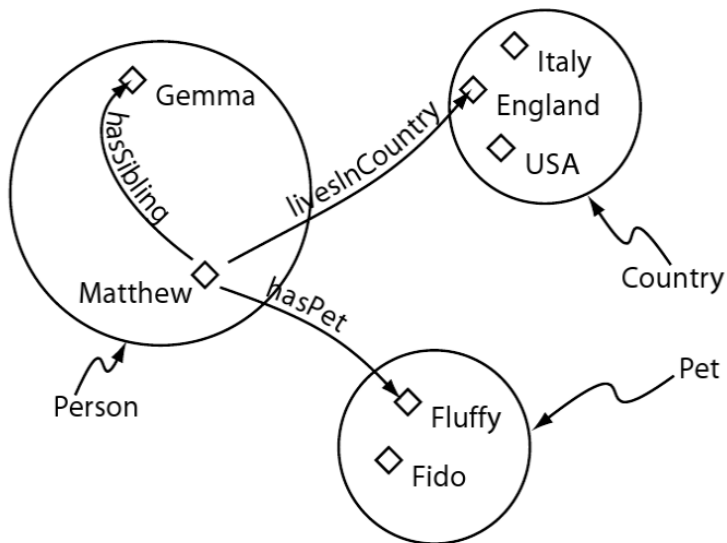 Italy
Gemma
England
hasSibling
livesInCountry
USA
Matthew
hasPet
Country
Person
Pet
Fluffy
Fido